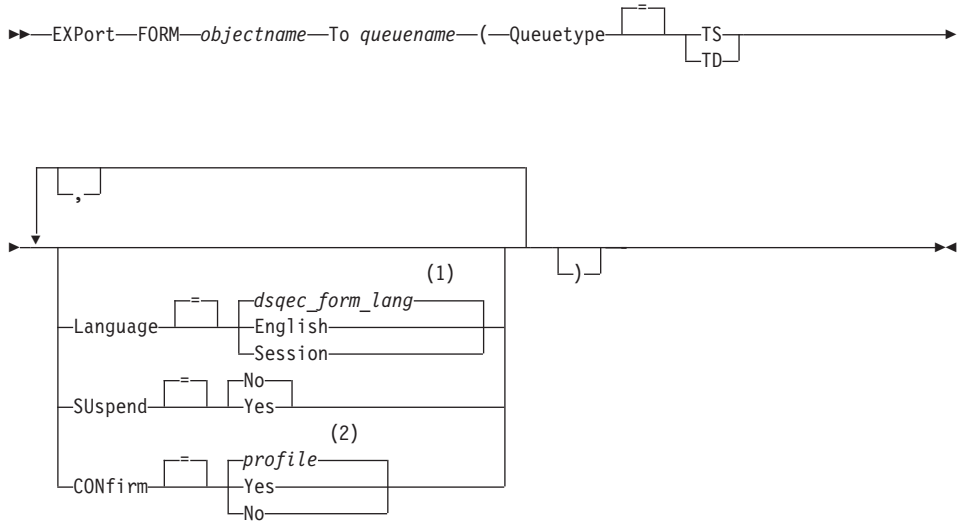 =
EXPort FORM objectname To queuename ( Queuetype TS
TD
,
(1)
)
= dsqec_form_lang
Language English
Session
= No
SUspend Yes
(2)
= profile
CONfirm Yes
No